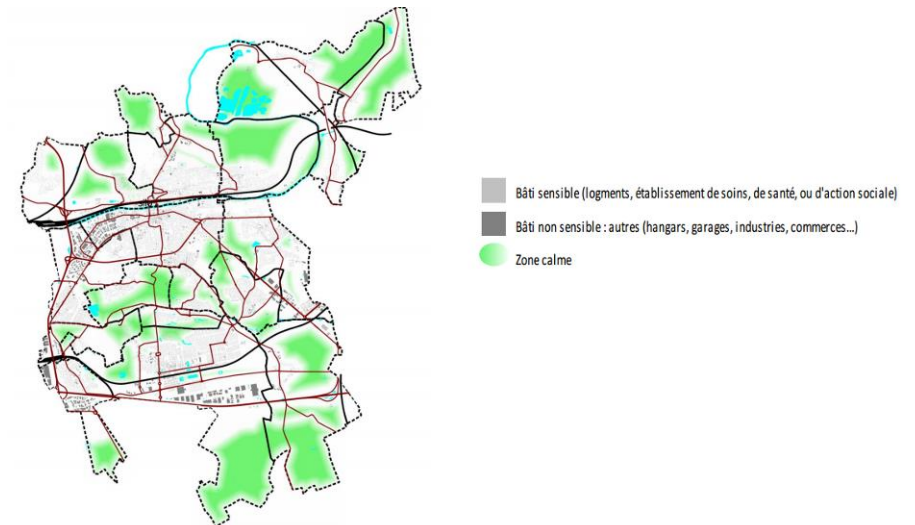 Bâti sensible (logments, établissement de soins, de santé, ou d'action sociale)
Bâti non sensible : autres (hangars, garages, industries, commerces...)
Zone calme